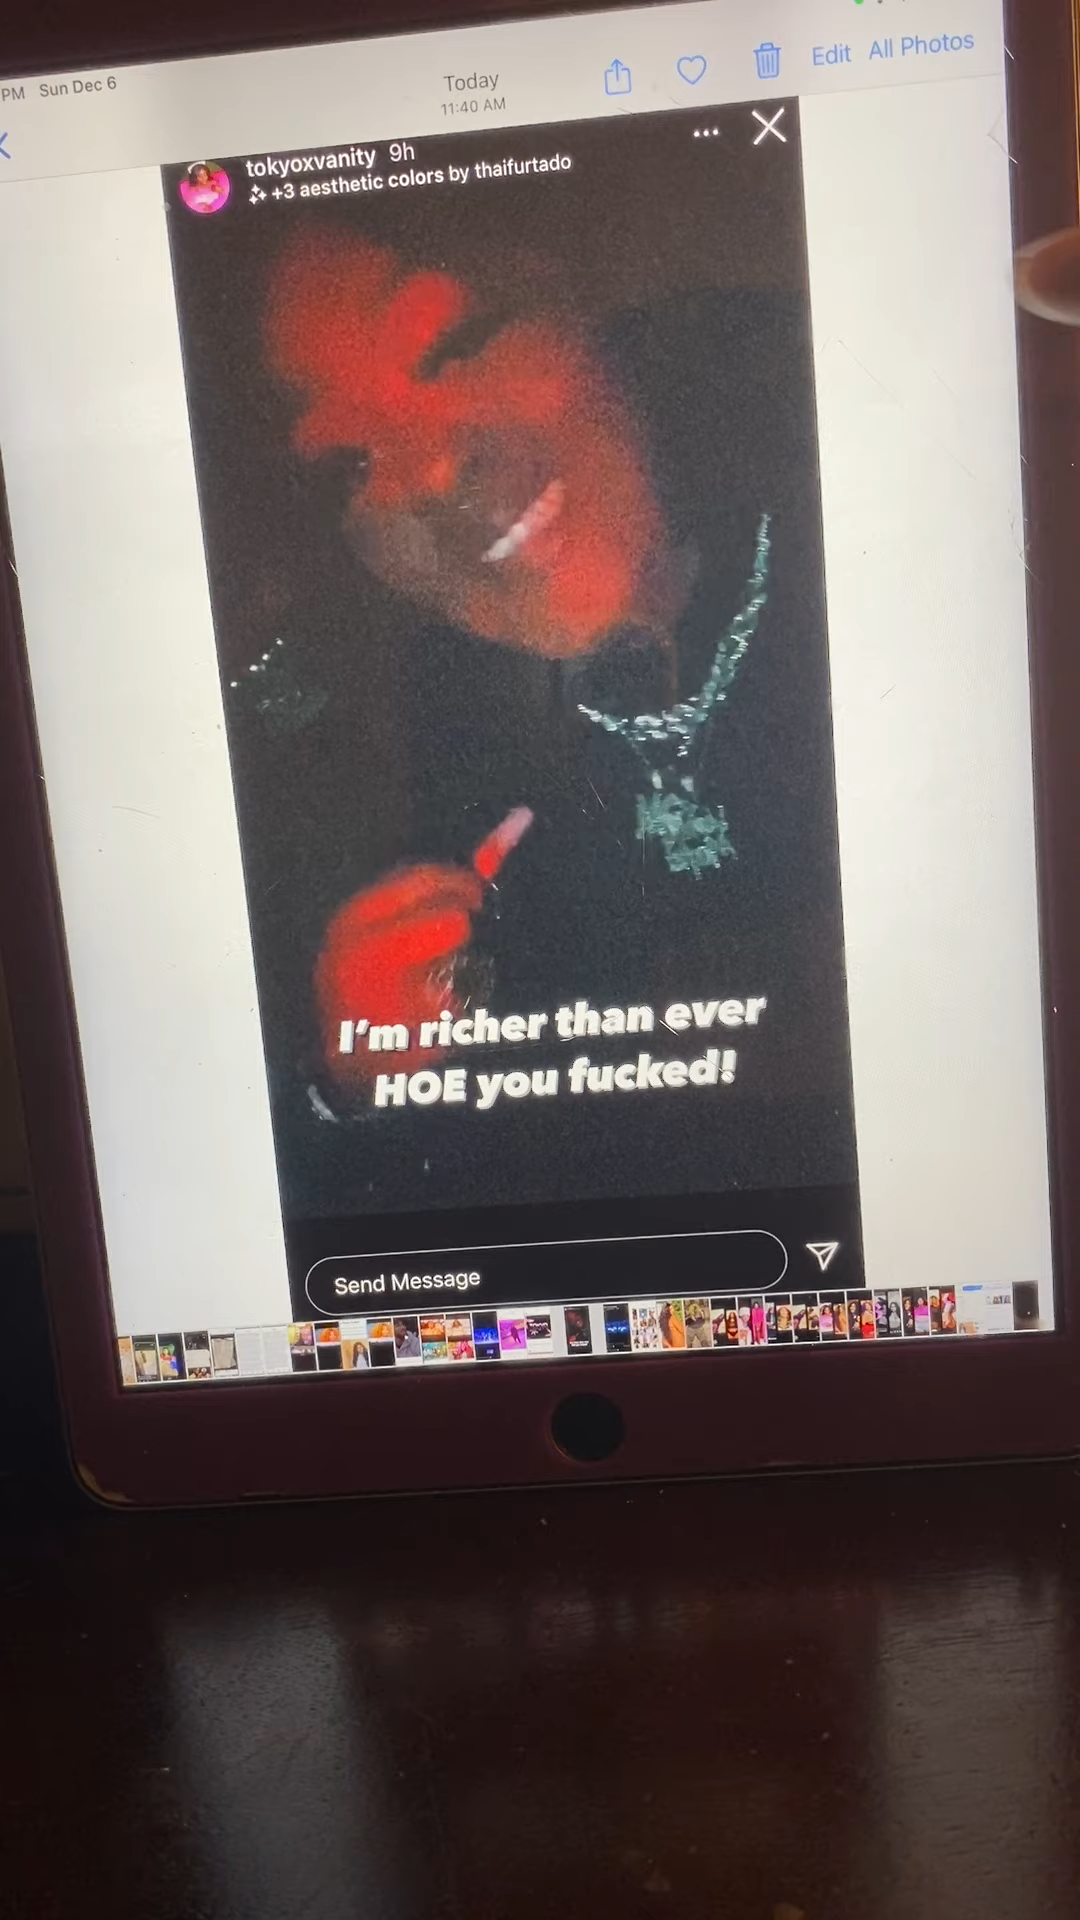 PM Sun Dec 6
Today
11:40 AM
Edit All Photos
tokyoxvanity 9h
+3 aesthetic colors by thaifurtado
I'm richer than ever
HOE you fucked!
Send Message